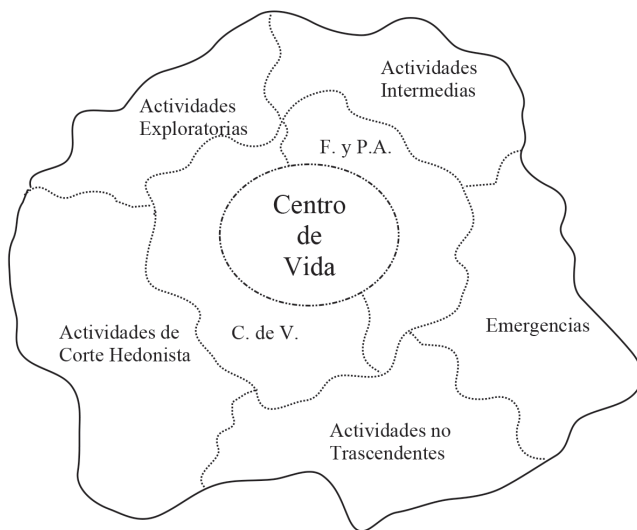 Actividades
Intermedias
Actividades
Exploratorias
F. y P.A.
Centro
de
Vida
C. de V.
Emergencias
Actividades de
Corte Hedonista
Actividades no
Trascendentes